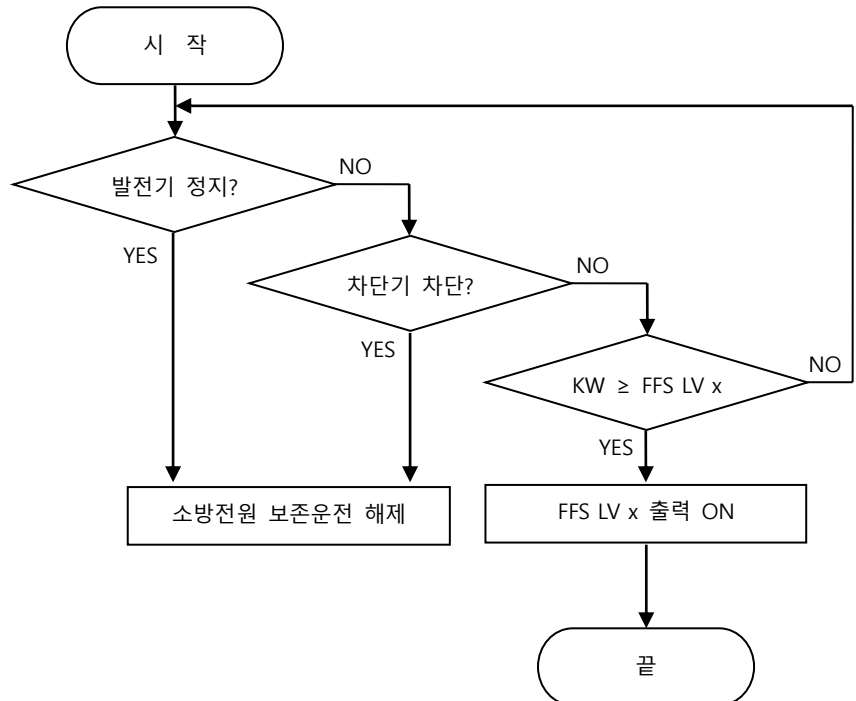 시 작
발전기 정지?
NO
YES
차단기 차단?
NO
YES
KW ≥ FFS LV x
NO
YES
소방전원 보존운전 해제
FFS LV x 출력 ON
끝